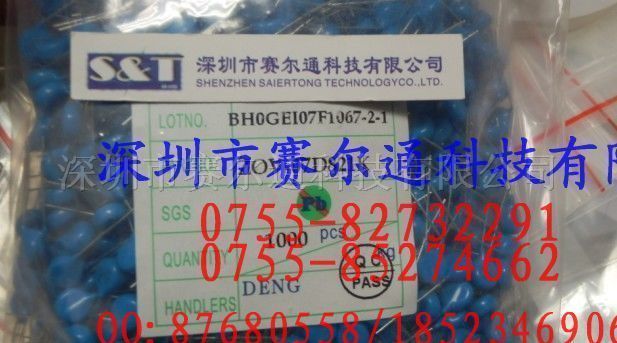 S&T 深圳市赛尔通科技有限公司
SHENZHEN SAIERTONG TECHNOLOGYCO.,LTD.
LOTNO. BH0GEI07F1067-2-1
深圳市赛尔通科技有限
SGS Pb
0755-82732291
QUANTITY 1000 pcs
0755-83274662
Q C PASS
HANDLERS DENG
QQ: 87680558/1852346906